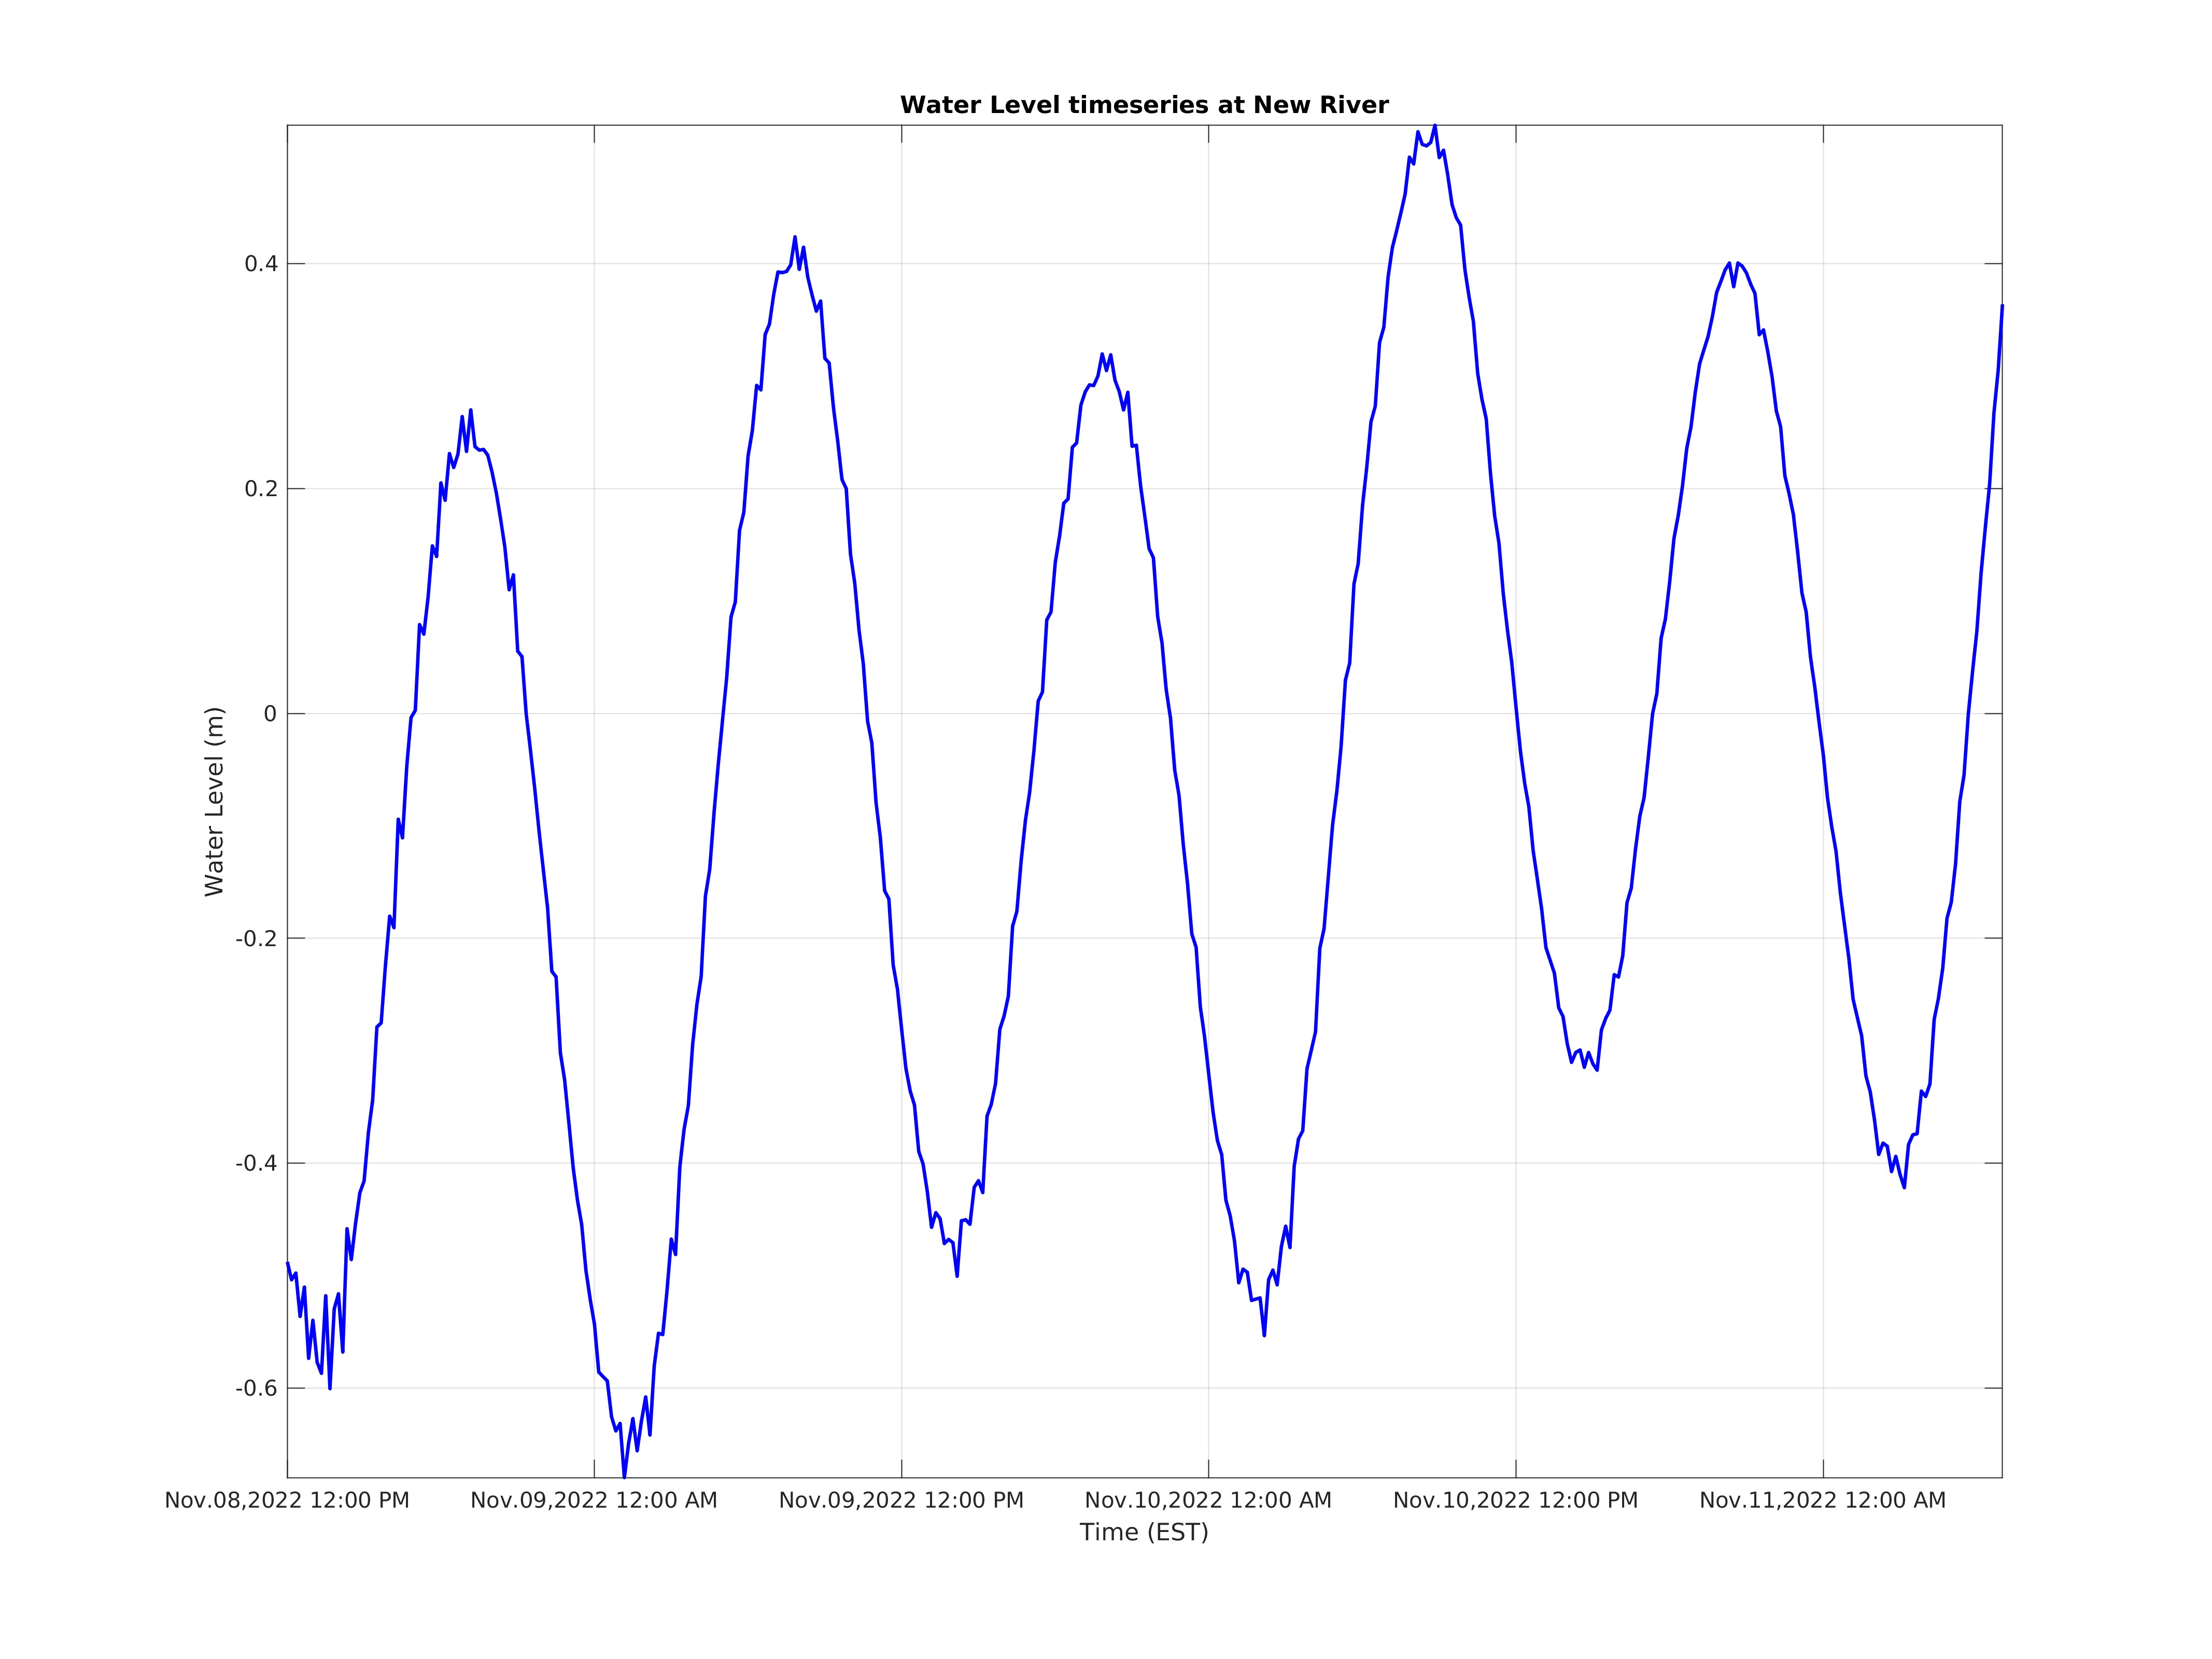 Water Level timeseries at New River
Water Level (m)
0.4
0.2
0
-0.2
-0.4
-0.6
Nov.08,2022 12:00 PM Nov.09,2022 12:00 AM Nov.09,2022 12:00 PM Nov.10,2022 12:00 AM Nov.10,2022 12:00 PM Nov.11,2022 12:00 AM
Time (EST)